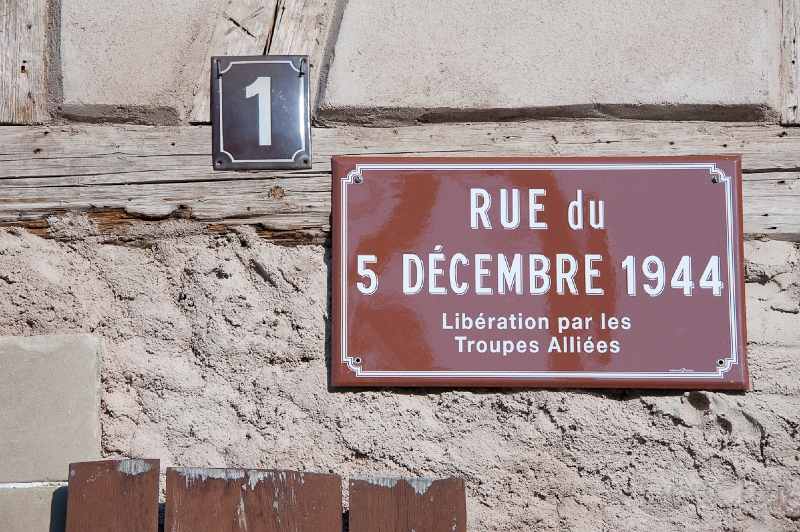 1
RUE du
5 DÉCEMBRE 1944
Libération par les
Troupes Alliées